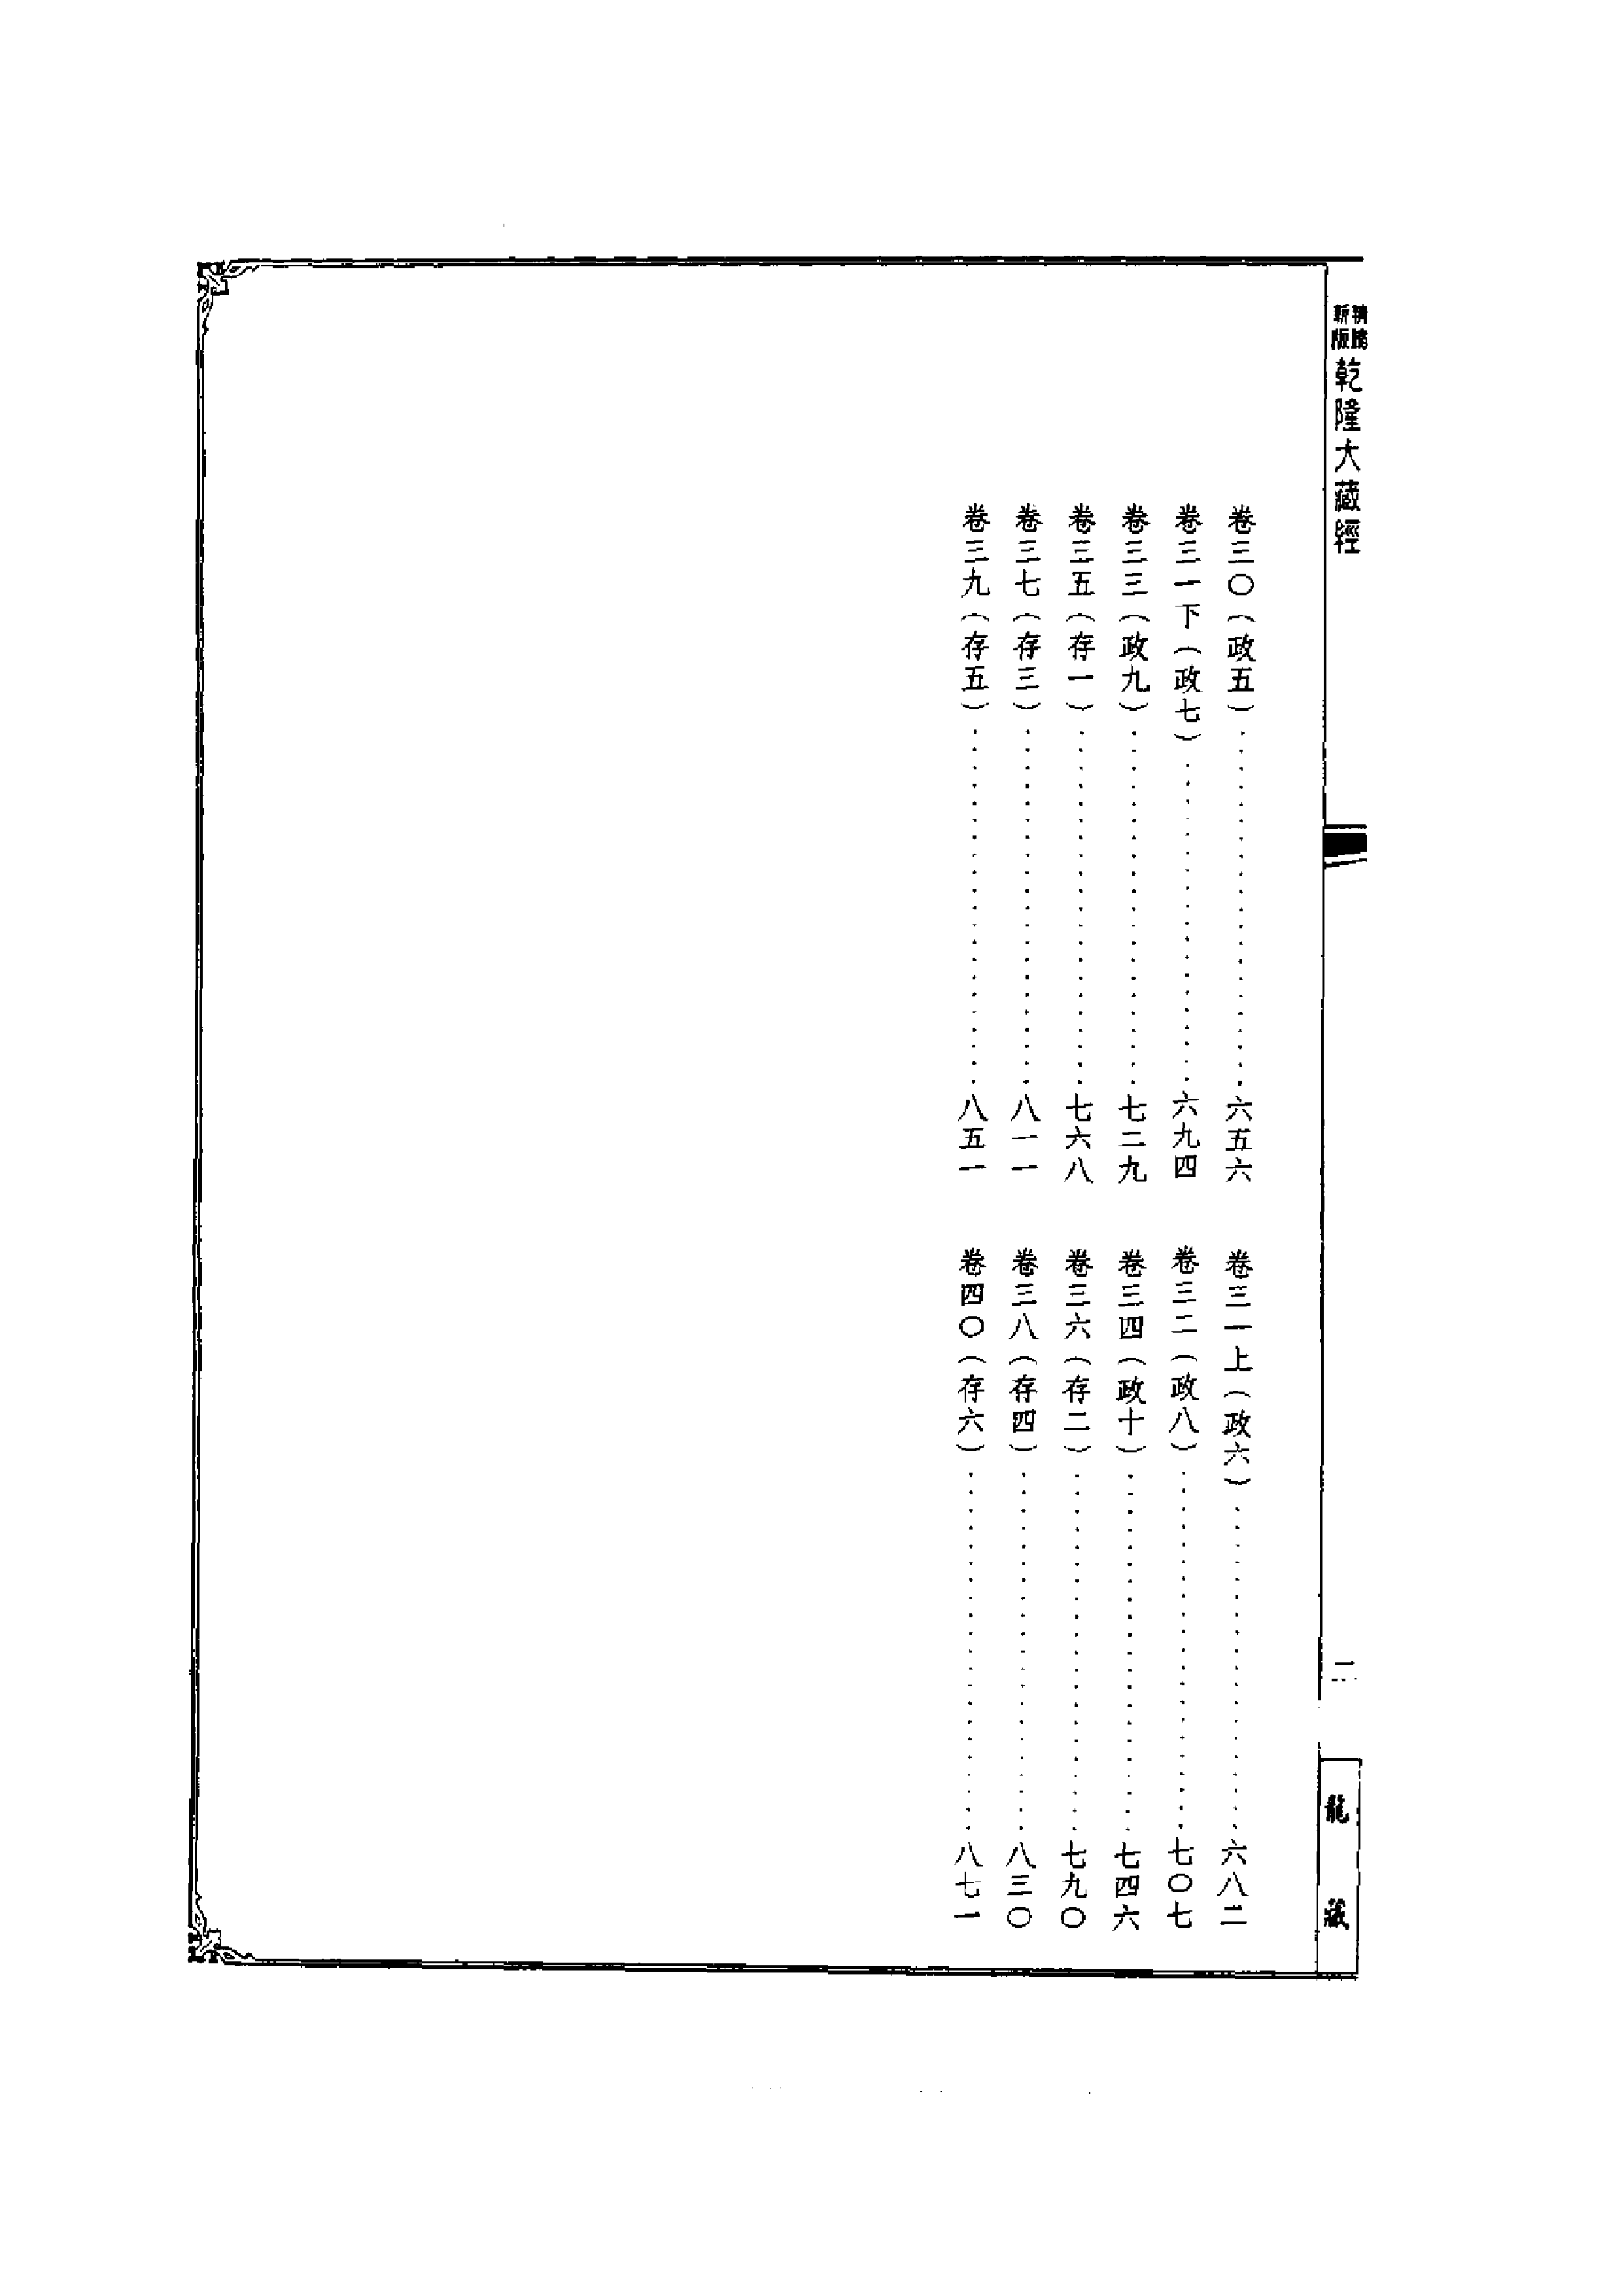 新版 乾隆大藏經
卷三〇（政五）····················六五六
卷三一上（政六）····················六八二
卷三一下（政七）····················六九四
卷三二（政八）····················七〇七
卷三三（政九）····················七二九
卷三四（政十）····················七四六
卷三五（存一）····················七六八
卷三六（存二）····················七九〇
卷三七（存三）····················八一一
卷三八（存四）····················八三〇
卷三九（存五）····················八五一
卷四〇（存六）····················八七一
二
龍藏